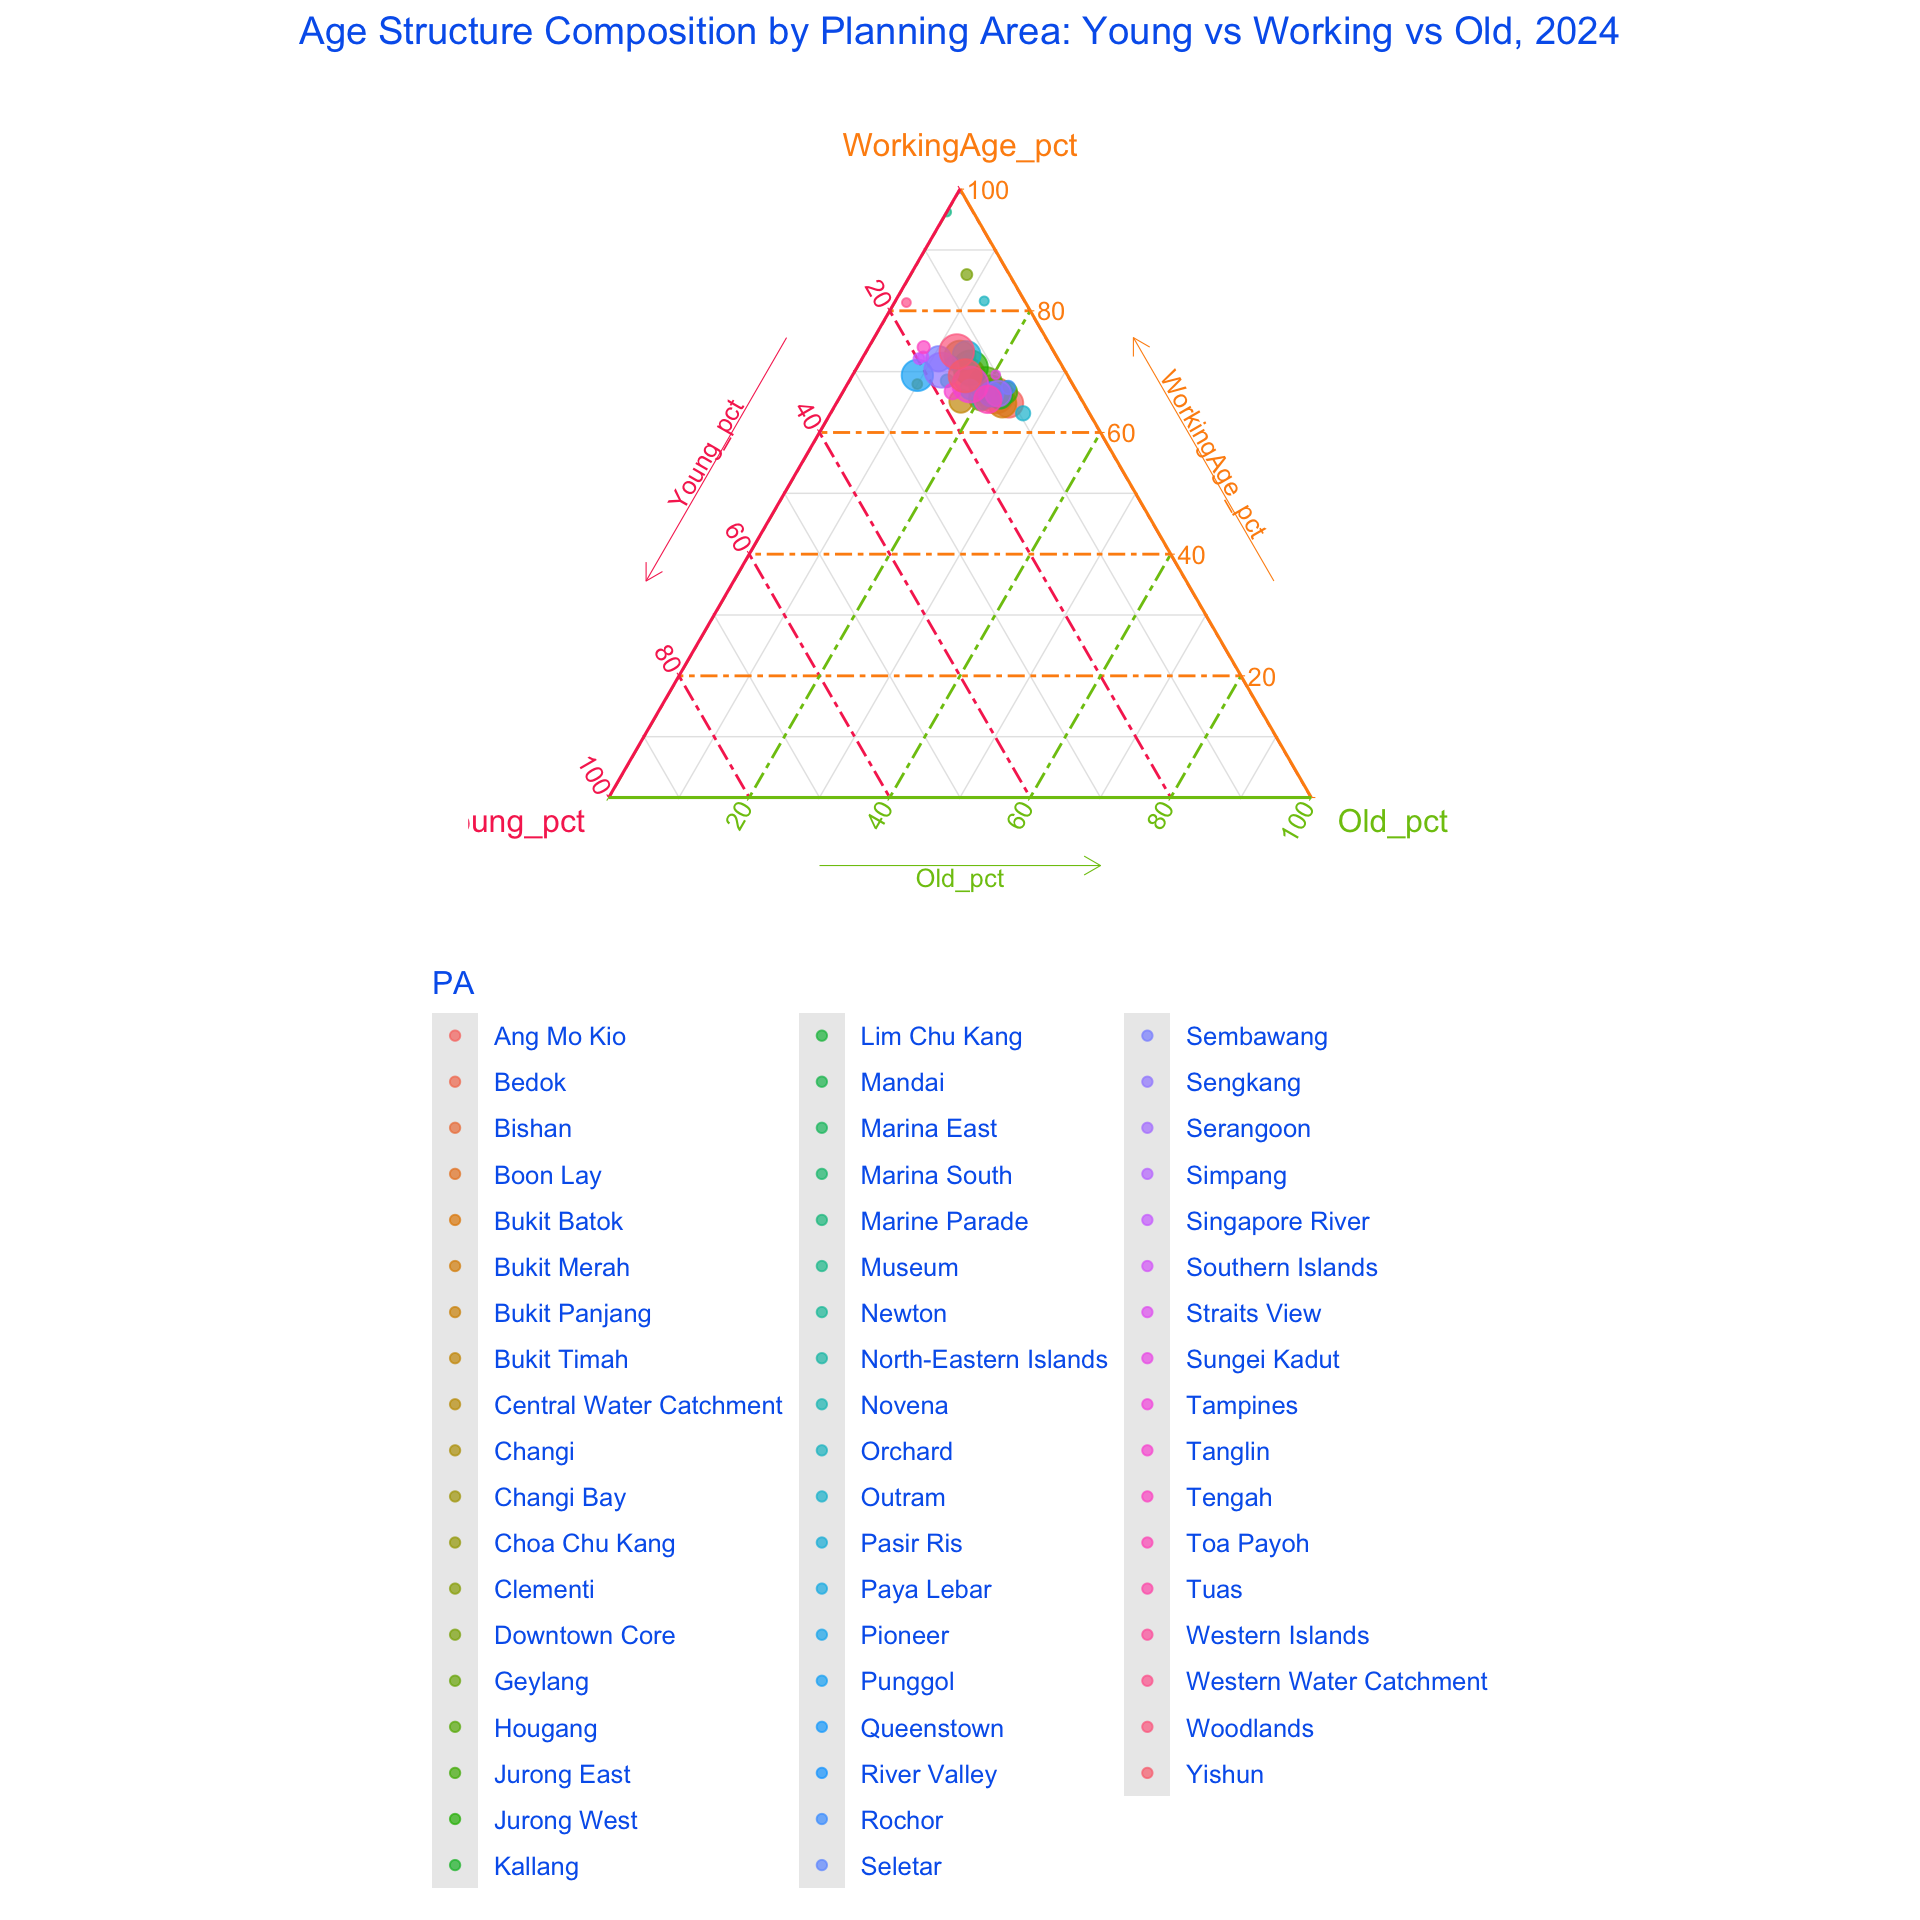 Age Structure Composition by Planning Area: Young vs Working vs Old, 2024
WorkingAge_pct
100
20
80
40
60
60
40
80
20
100
Young_pct
WorkingAge_pct
ung_pct
20
40
60
80
100
Old_pct
Old_pct
PA
Ang Mo Kio
Bedok
Bishan
Boon Lay
Bukit Batok
Bukit Merah
Bukit Panjang
Bukit Timah
Central Water Catchment
Changi
Changi Bay
Choa Chu Kang
Clementi
Downtown Core
Geylang
Hougang
Jurong East
Jurong West
Kallang
Lim Chu Kang
Mandai
Marina East
Marina South
Marine Parade
Museum
Newton
North-Eastern Islands
Novena
Orchard
Outram
Pasir Ris
Paya Lebar
Pioneer
Punggol
Queenstown
River Valley
Rochor
Seletar
Sembawang
Sengkang
Serangoon
Simpang
Singapore River
Southern Islands
Straits View
Sungei Kadut
Tampines
Tanglin
Tengah
Toa Payoh
Tuas
Western Islands
Western Water Catchment
Woodlands
Yishun